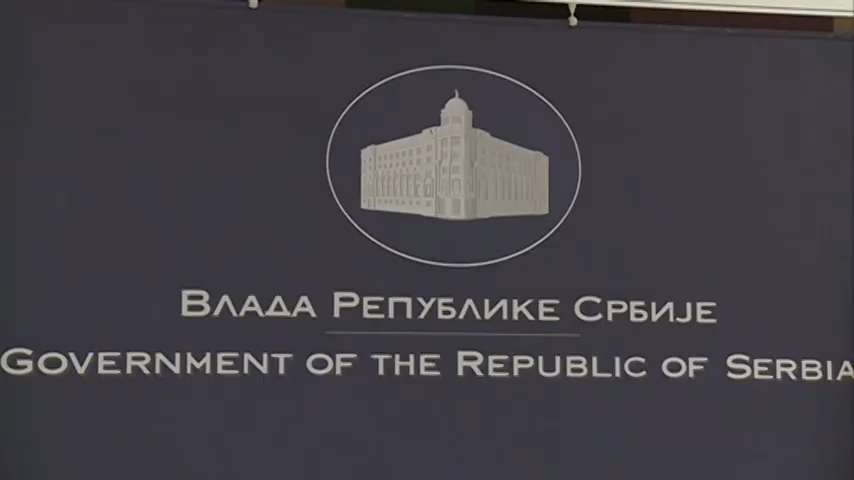 ВЛАДА РЕПУБЛИКЕ СРБИЈЕ
GOVERNMENT OF THE REPUBLIC OF SERBIA